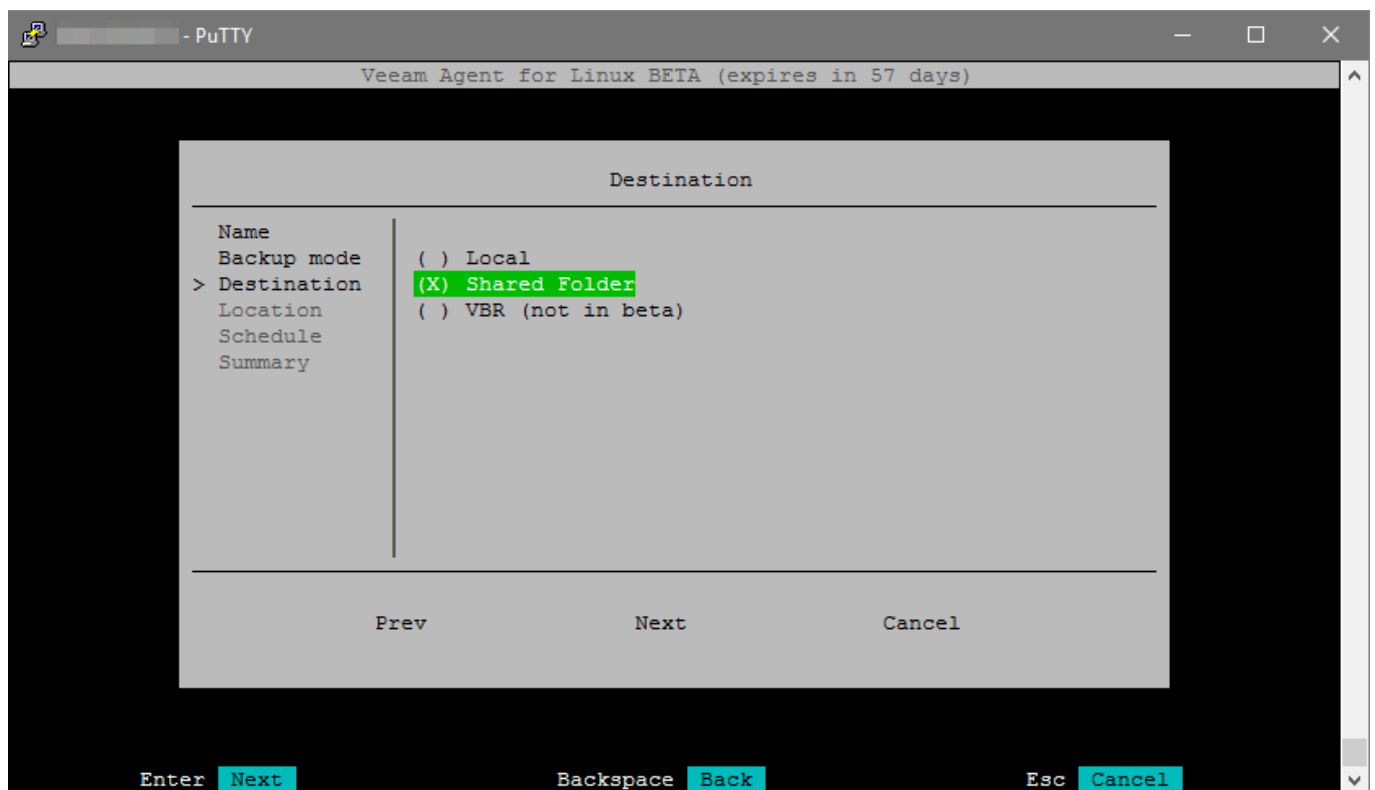 - PuTTY
Veeam Agent for Linux BETA (expires in 57 days)
Destination
Name
Backup mode
> Destination
Location
Schedule
Summary
( ) Local
(X) Shared Folder
( ) VBR (not in beta)
Prev Next Cancel
Enter Next Backspace Back Esc Cancel